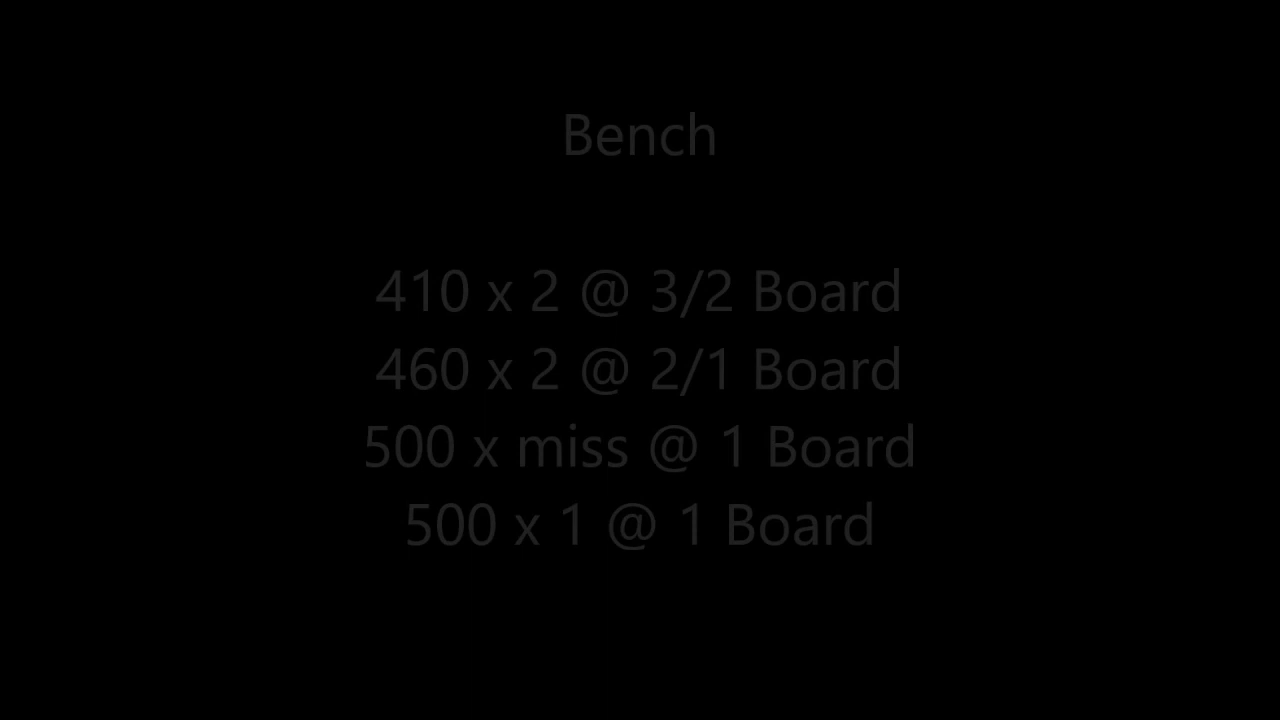 Bench
410 x 2 @ 3/2 Board
460 x 2 @ 2/1 Board
500 x miss @ 1 Board
500 x 1 @ 1 Board